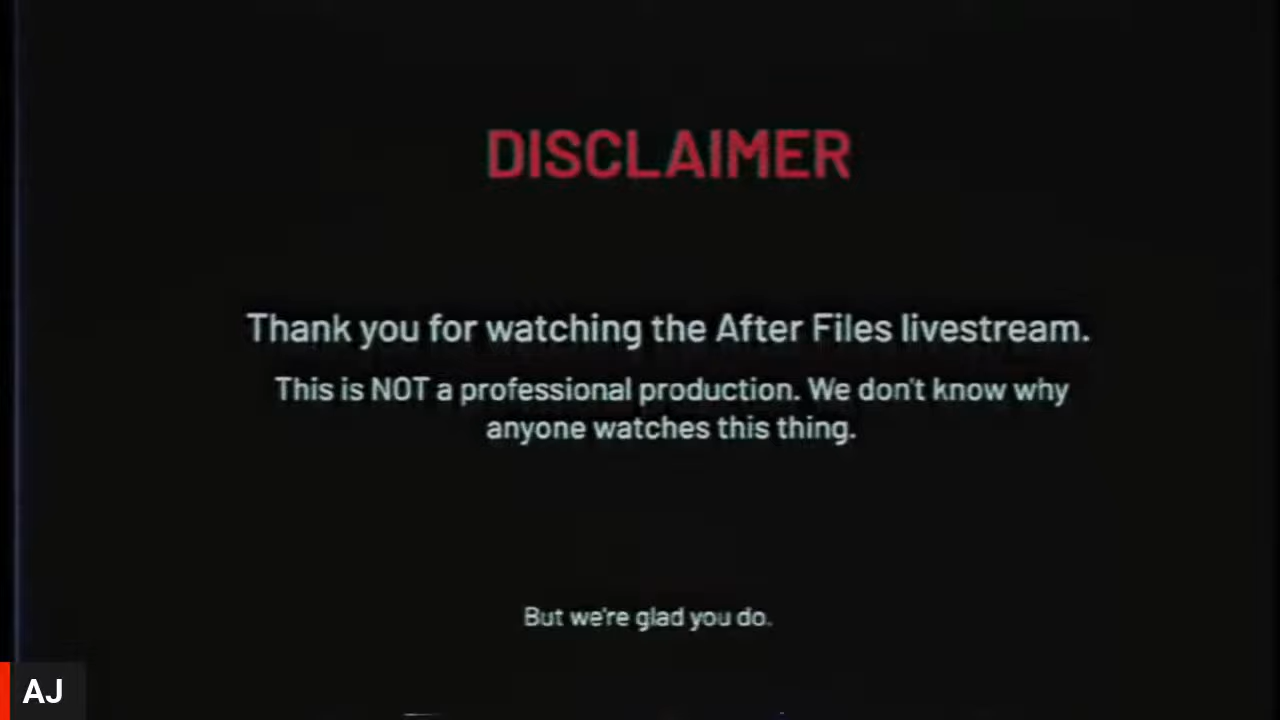 DISCLAIMER
Thank you for watching the After Files livestream.
This is NOT a professional production. We don't know why
anyone watches this thing.
But we're glad you do.
AJ